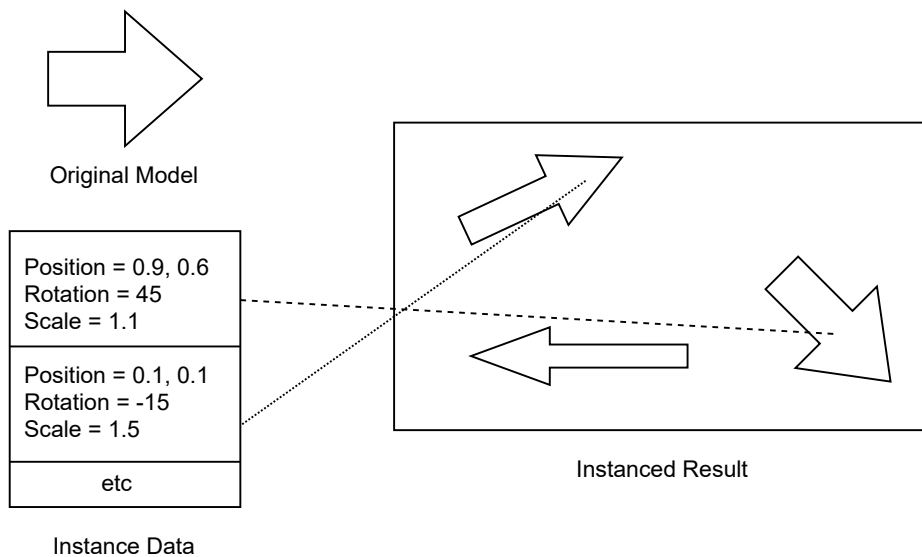 Original Model
Position = 0.9, 0.6
Rotation = 45
Scale = 1.1
Position = 0.1, 0.1
Rotation = -15
Scale = 1.5
etc
Instance Data
Instanced Result